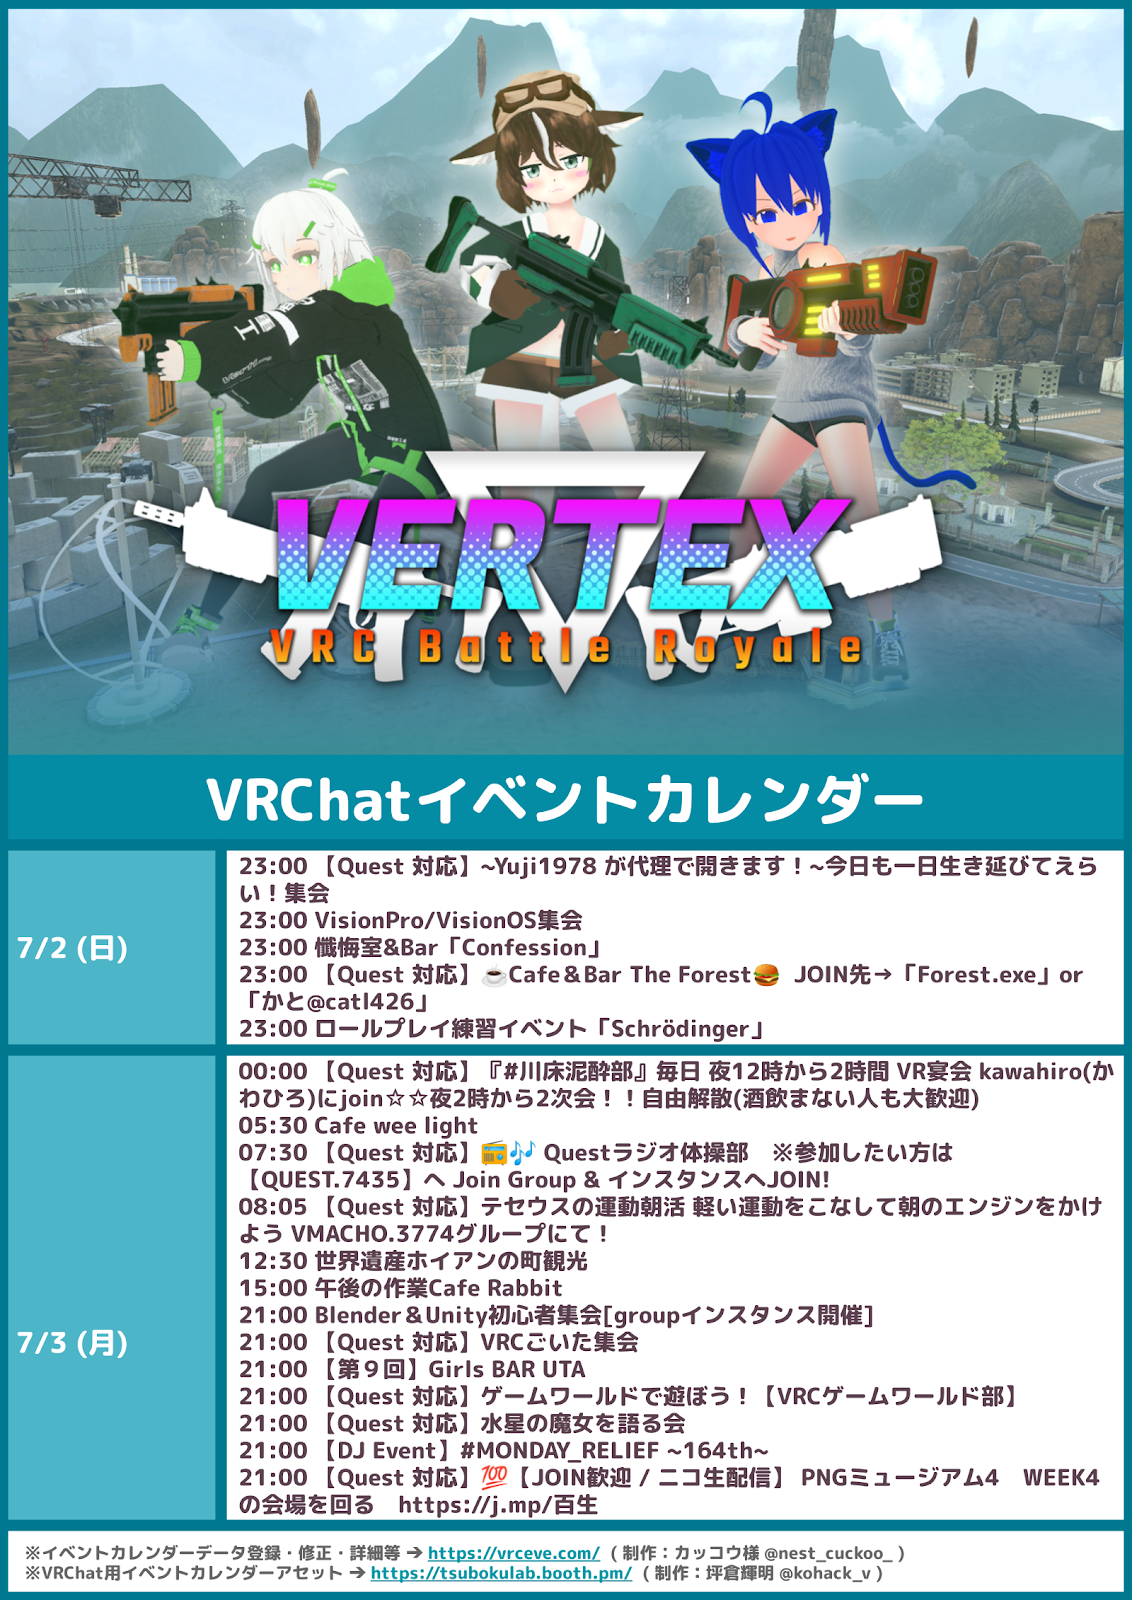 VERTEX
VRC Battle Royale
VRChatイベントカレンダー
7/2 (日)
23:00 【Quest 対応】~Yuji1978 が代理で開きます！~今日も一日生き延びてえら
い！集会
23:00 VisionPro/VisionOS集会
23:00 懺悔室&Bar「Confession」
23:00 【Quest 対応】☕Cafe＆Bar The Forest🍔 JOIN先→「Forest.exe」or
「かと@catl426」
23:00 ロールプレイ練習イベント「Schrödinger」
7/3 (月)
00:00 【Quest 対応】『#川床泥酔部』毎日 夜12時から2時間 VR宴会 kawahiro(か
わひろ)にjoin☆☆夜2時から2次会！！自由解散(酒飲まない人も大歓迎)
05:30 Cafe wee light
07:30 【Quest 対応】📻🎶 Questラジオ体操部　※参加したい方は
【QUEST.7435】へ Join Group & インスタンスへJOIN!
08:05 【Quest 対応】テセウスの運動朝活 軽い運動をこなして朝のエンジンをかけ
よう VMACHO.3774グループにて！
12:30 世界遺産ホイアンの町観光
15:00 午後の作業Cafe Rabbit
21:00 Blender＆Unity初心者集会[groupインスタンス開催]
21:00 【Quest 対応】VRCごいた集会
21:00 【第９回】Girls BAR UTA
21:00 【Quest 対応】ゲームワールドで遊ぼう！【VRCゲームワールド部】
21:00 【Quest 対応】水星の魔女を語る会
21:00 【DJ Event】#MONDAY_RELIEF ~164th~
21:00 【Quest 対応】💯【JOIN歓迎 / ニコ生配信】 PNGミュージアム4　WEEK4
の会場を回る　https://j.mp/百生
※イベントカレンダーデータ登録・修正・詳細等 ➔ https://vrceve.com/ ( 制作：カッコウ様 @nest_cuckoo_ )
※VRChat用イベントカレンダーアセット ➔ https://tsubokulab.booth.pm/ ( 制作：坪倉輝明 @kohack_v )